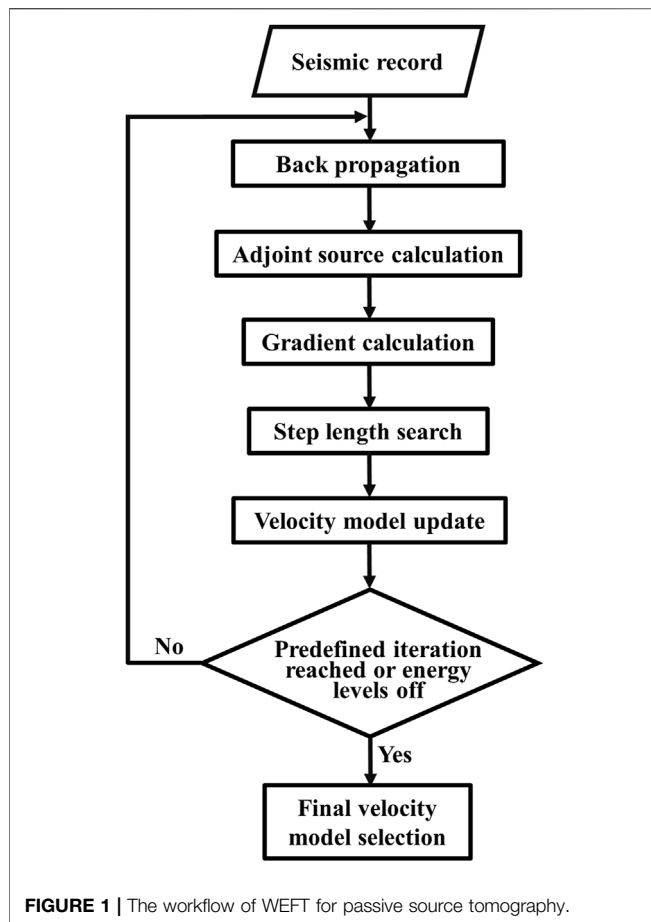 Seismic record
Back propagation
Adjoint source calculation
Gradient calculation
Step length search
Velocity model update
No
Predefined iteration
reached or energy
levels off
Yes
Final velocity
model selection
FIGURE 1 | The workflow of WEFT for passive source tomography.